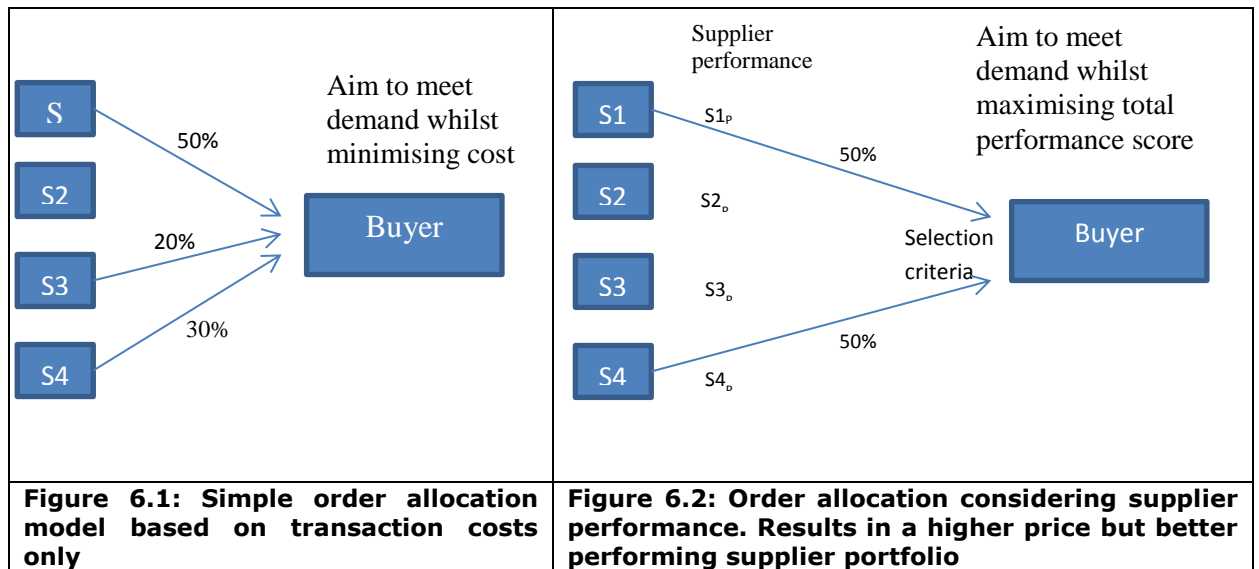 S
S2
S3
S4
50%
20%
30%
Aim to meet
demand whilst
minimising cost
Buyer
Figure 6.1: Simple order allocation
model based on transaction costs
only
Supplier
performance
S1
S2
S3
S4
S1P
S2p
S3p
S4p
50%
50%
Selection
criteria
Aim to meet
demand whilst
maximising total
performance score
Buyer
Figure 6.2: Order allocation considering supplier
performance. Results in a higher price but better
performing supplier portfolio